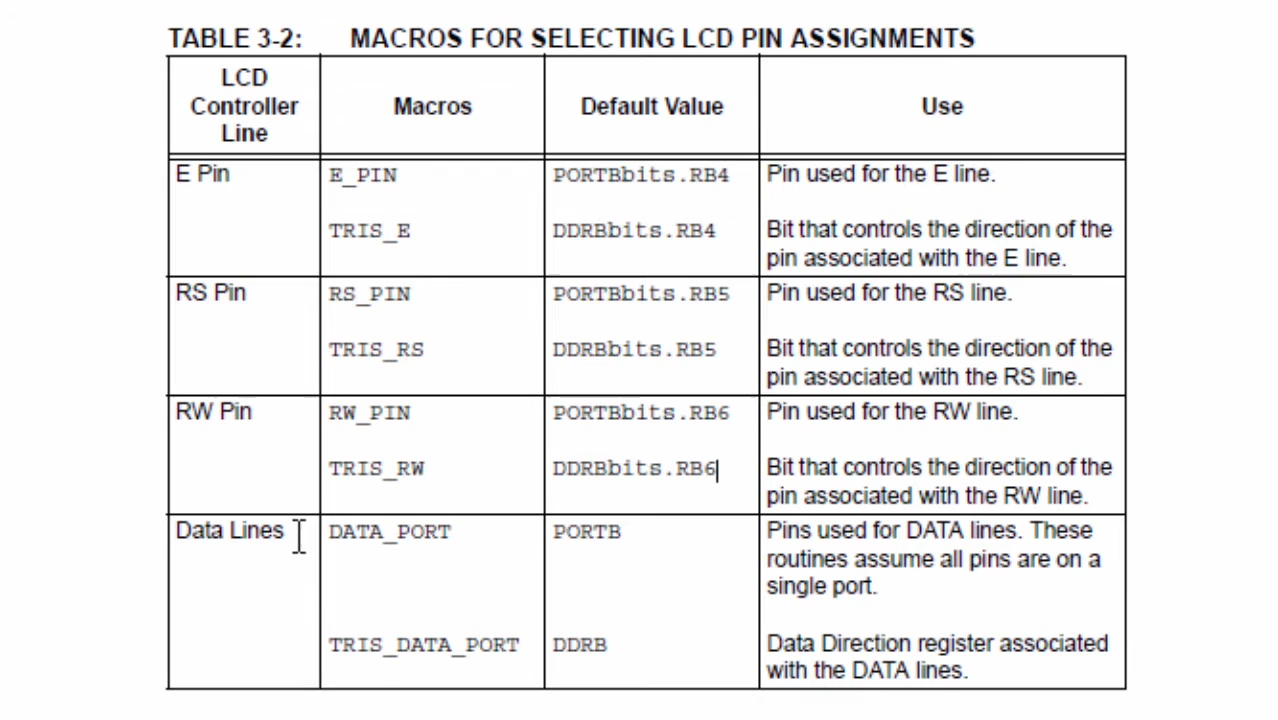 TABLE 3-2: MACROS FOR SELECTING LCD PIN ASSIGNMENTS
LCD
Controller
Line
Macros
Default Value
Use
E Pin
E_PIN
PORTBbits.RB4
Pin used for the E line.
TRIS_E
DDRBbits.RB4
Bit that controls the direction of the
pin associated with the E line.
RS Pin
RS_PIN
PORTBbits.RB5
Pin used for the RS line.
TRIS_RS
DDRBbits.RB5
Bit that controls the direction of the
pin associated with the RS line.
RW Pin
RW_PIN
PORTBbits.RB6
Pin used for the RW line.
TRIS_RW
DDRBbits.RB6
Bit that controls the direction of the
pin associated with the RW line.
Data Lines
DATA_PORT
PORTB
Pins used for DATA lines. These
routines assume all pins are on a
single port.
TRIS_DATA_PORT
DDRB
Data Direction register associated
with the DATA lines.